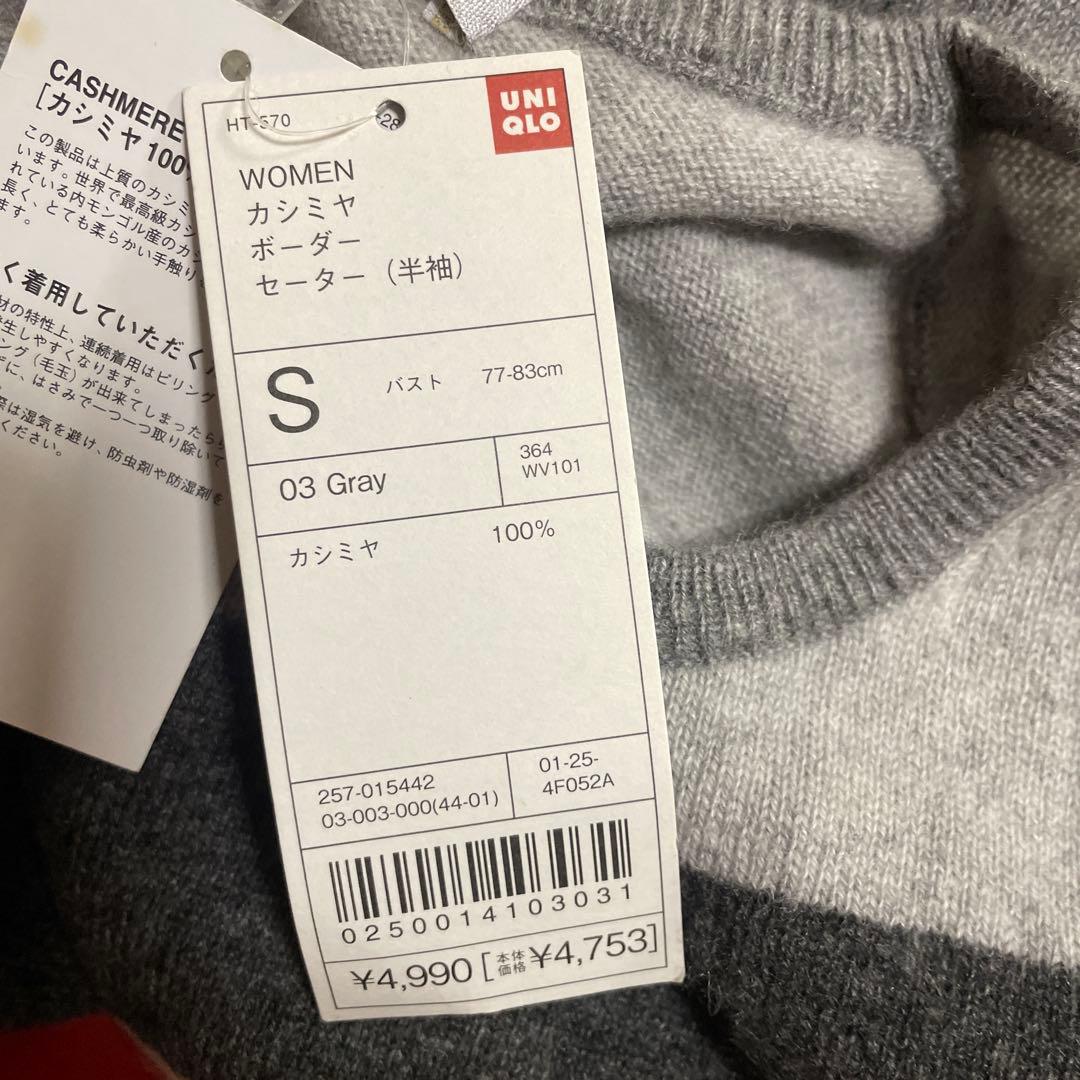 CASHMERE
[カシミヤ100
この製品は上質のカシミ
います。世界で最高級カシ
れている内モンゴル産のカシ
長く、とても柔らかい手触り
ます。
く着用していただく
材の特性上、連続着用はピリング
生しやすくなります。
ング(毛玉)が出来てしまったら
に、はさみで一つ一つ取り除いて
際は湿気を避け、防虫剤や防湿剤を
ください。
UNI
QLO
WOMEN
カシミヤ
ボーダー
セーター(半袖)
S バスト 77-83cm
03 Gray
364
WV101
カシミヤ 100%
257-015442
03-003-000(44-01)
01-25-
4F052A
0250014103031
¥4,990[本体価格¥4,753]